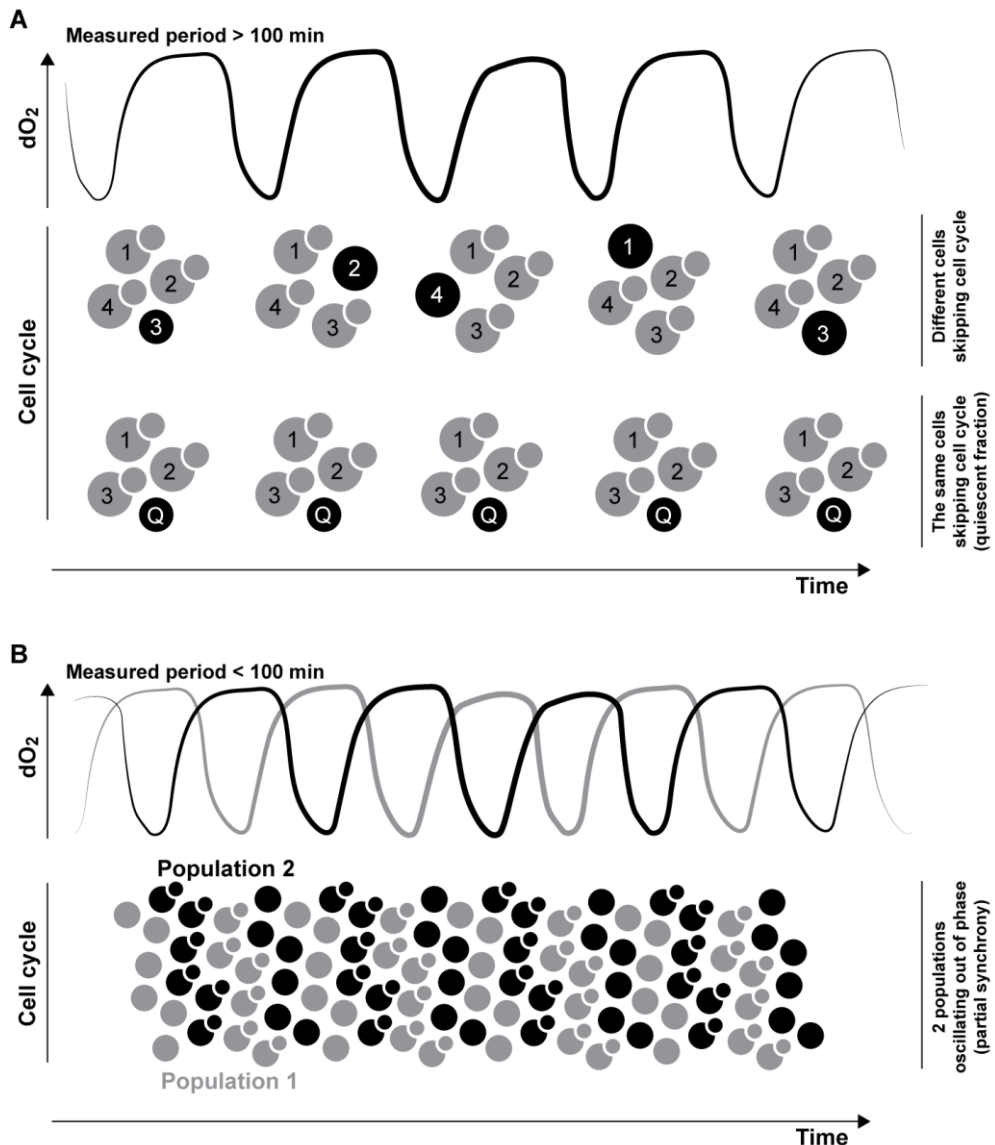 A
Measured period > 100 min
dO2
Cell cycle
1
2
4
3
1
2
4
3
1
2
4
3
1
2
4
3
1
2
4
3
Different cells
skipping cell cycle
1
2
3
Q
1
2
3
Q
1
2
3
Q
1
2
3
Q
1
2
3
Q
The same cells
skipping cell cycle
(quiescent fraction)
Time
B
Measured period < 100 min
dO2
Cell cycle
Population 2
Population 1
2 populations
oscillating out of phase
(partial synchrony)
Time